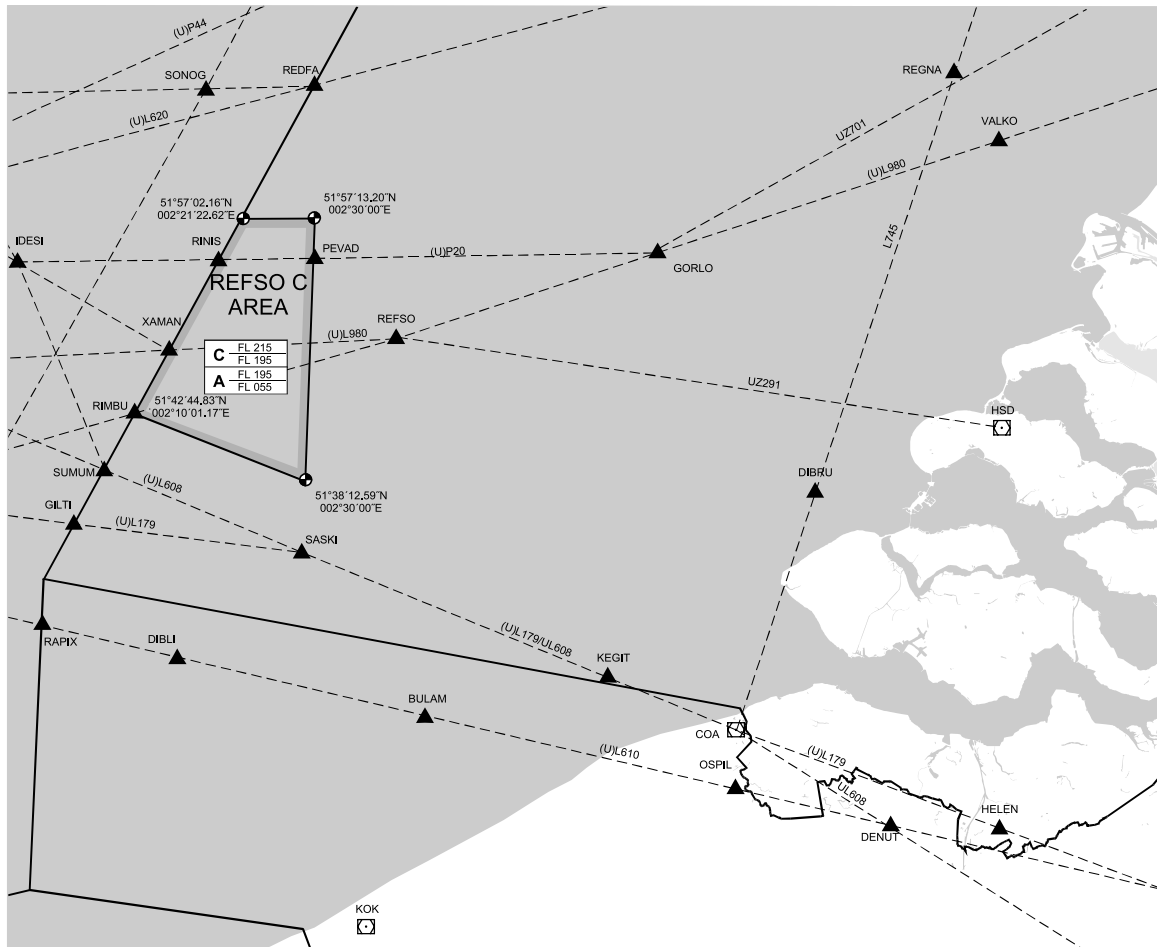 (U)P44
SONOG
REDFA
REGNA
(U)L620
VALKO
UZ701
(U)L980
51°57´02.16˝N
002°21´22.62˝E
51°57´13.20˝N
002°30´00˝E
L745
IDESI
RINIS
PEVAD
(U)P20
GORLO
REFSO C
AREA
XAMAN
REFSO
(U)L980
C
FL 215
FL 195
A
FL 195
FL 055
UZ291
RIMBU
51°42´44.83˝N
002°10´01.17˝E
HSD
SUMUM
(U)L608
DIBRU
51°38´12.59˝N
002°30´00˝E
GILTI
(U)L179
SASKI
RAPIX
DIBLI
(U)L179/UL608
KEGIT
BULAM
COA
(U)L610
(U)L179
OSPIL
UL608
HELEN
DENUT
KOK